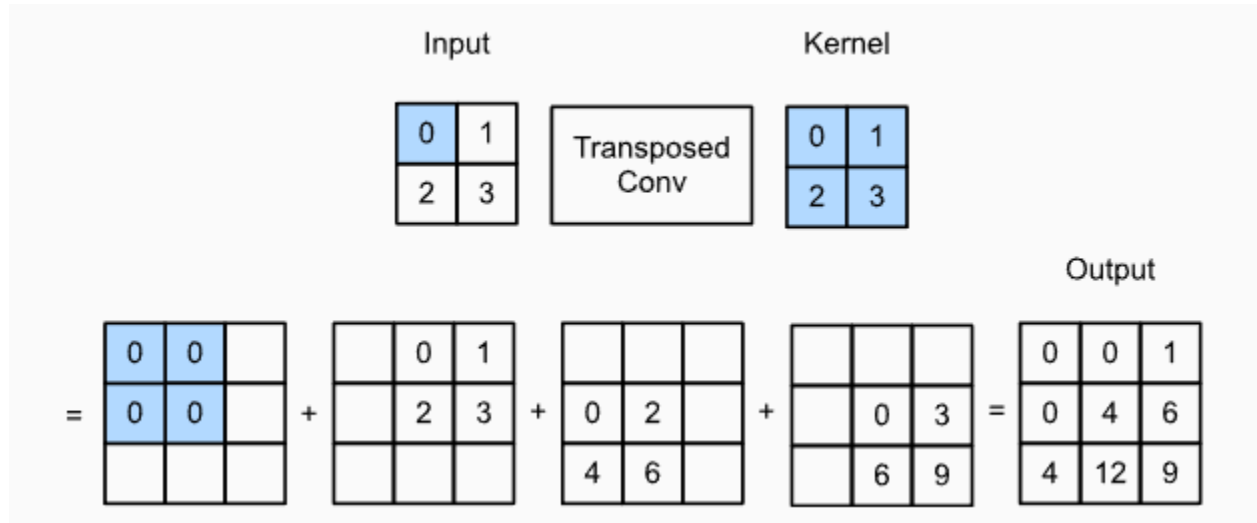 Input Kernel
0 1 Transposed Conv 0 1
2 3 2 3
Output
0 0 0 1 0 0 1
= 0 0 + 2 3 + 0 2 + 0 3 = 0 4 6
4 6 6 9 4 12 9